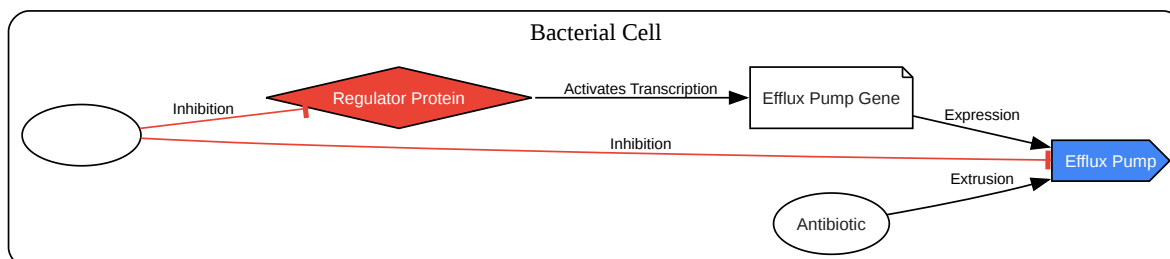 Bacterial Cell
Inhibition
Regulator Protein
Activates Transcription
Efflux Pump Gene
Expression
Inhibition
Efflux Pump
Extrusion
Antibiotic